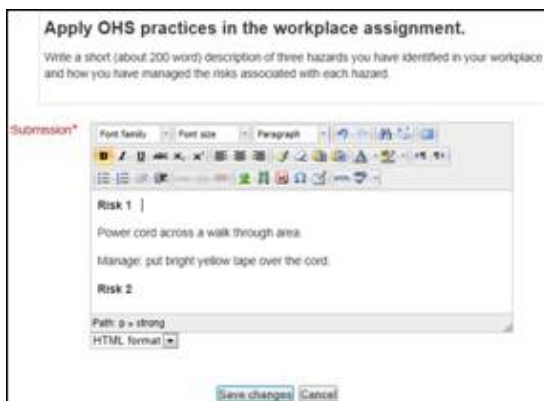 Apply OHS practices in the workplace assignment.
Write a short (about 200 word) description of three hazards you have identified in your workplace
and how you have managed the risks associated with each hazard.
Submission*
Font family Font size Paragraph
B I U ABC
HTML
Risk 1
Power cord across a walk through area.
Manage: put bright yellow tape over the cord.
Risk 2
Path: p » strong
HTML format
Save changes Cancel